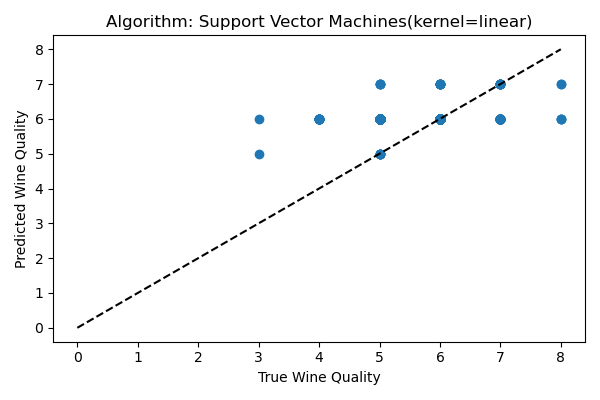 Algorithm: Support Vector Machines(kernel=linear)
8
7
6
5
4
3
2
1
0
Predicted Wine Quality
0 1 2 3 4 5 6 7 8
True Wine Quality